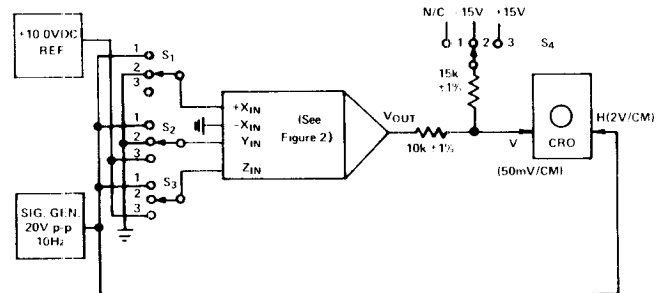 +10.0VDC
REF
N/C -15V +15V
1 2 3 S4
1 S1
2
3
15k
±1%
1 S2
2
3
+XIN
-XIN
YIN
ZIN
(See
Figure 2)
VOUT
10k ±1%
V
CRO
H(2V/CM)
(50mV/CM)
1 S3
2
3
SIG. GEN.
20V p-p
10Hz